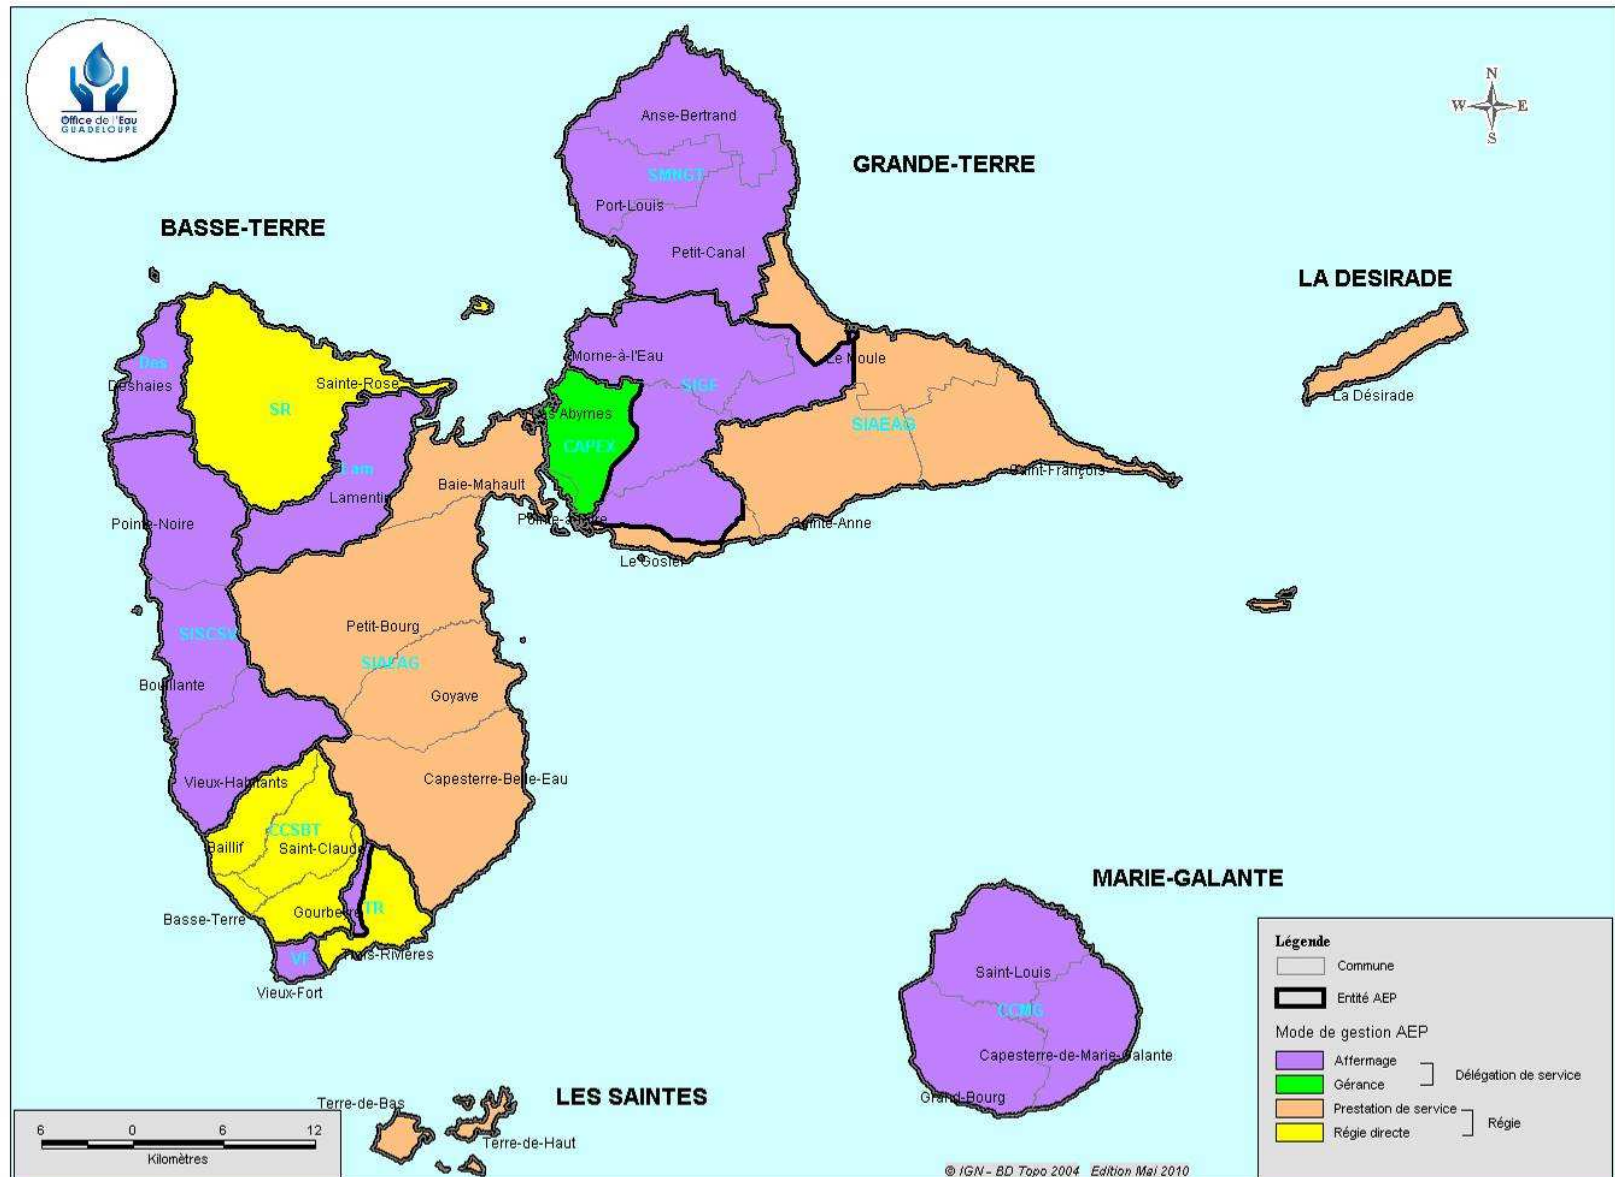 Office de l'Eau
GUADELOUPE
N
W E
S
GRANDE-TERRE
BASSE-TERRE
LA DESIRADE
MARIE-GALANTE
LES SAINTES
Anse-Bertrand
SMNGT
Port-Louis
Petit-Canal
Morne-à-l'Eau
SIGF
Le Moule
Les Abymes
CAPEX
SIAEAG
Saint-François
Sainte-Anne
Pointe-à-Pitre
Le Gosier
La Désirade
Des
Deshaies
Sainte-Rose
SR
Lam
Lamentin
Baie-Mahault
Pointe-Noire
SISCSV
Petit-Bourg
SIAEAG
Bouillante
Goyave
Vieux-Habitants
Capesterre-Belle-Eau
CCSBT
Baillif
Saint-Claude
Basse-Terre
Gourbeyre
TR
VF
Trois-Rivières
Vieux-Fort
Saint-Louis
CCMG
Capesterre-de-Marie-Galante
Grand-Bourg
Terre-de-Bas
Terre-de-Haut
6 0 6 12
Kilomètres
Légende
Commune
Entité AEP
Mode de gestion AEP
Affermage
Gérance
Délégation de service
Prestation de service
Régie directe
Régie
© IGN - BD Topo 2004 Edition Mai 2010